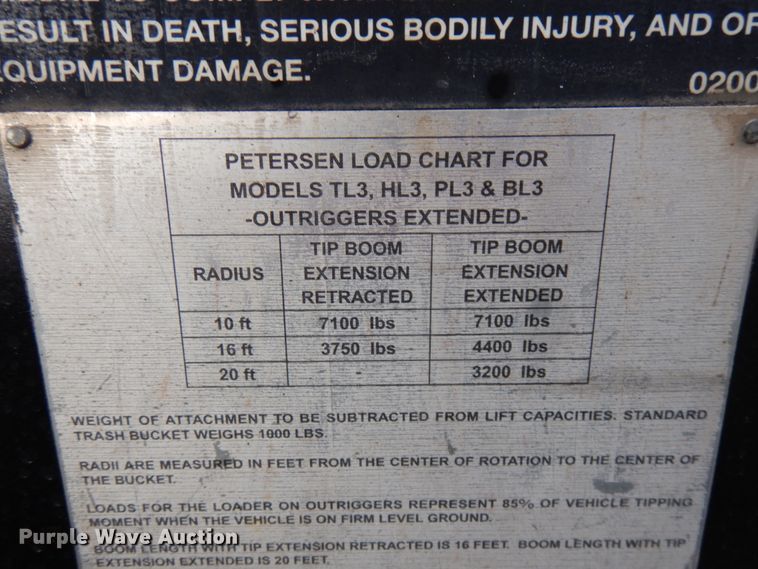 ESULT IN DEATH, SERIOUS BODILY INJURY, AND OR
EQUIPMENT DAMAGE.
0200
PETERSEN LOAD CHART FOR
MODELS TL3, HL3, PL3 & BL3
-OUTRIGGERS EXTENDED-
RADIUS TIP BOOM EXTENSION RETRACTED TIP BOOM EXTENSION EXTENDED
10 ft 7100 lbs 7100 lbs
16 ft 3750 lbs 4400 lbs
20 ft - 3200 lbs
WEIGHT OF ATTACHMENT TO BE SUBTRACTED FROM LIFT CAPACITIES. STANDARD
TRASH BUCKET WEIGHS 1000 LBS.
RADII ARE MEASURED IN FEET FROM THE CENTER OF ROTATION TO THE CENTER OF
THE BUCKET.
LOADS FOR THE LOADER ON OUTRIGGERS REPRESENT 85% OF VEHICLE TIPPING
MOMENT WHEN THE VEHICLE IS ON FIRM LEVEL GROUND.
BOOM LENGTH WITH TIP EXTENSION RETRACTED IS 16 FEET. BOOM LENGTH WITH TIP
EXTENSION EXTENDED IS 20 FEET.
Purple Wave Auction